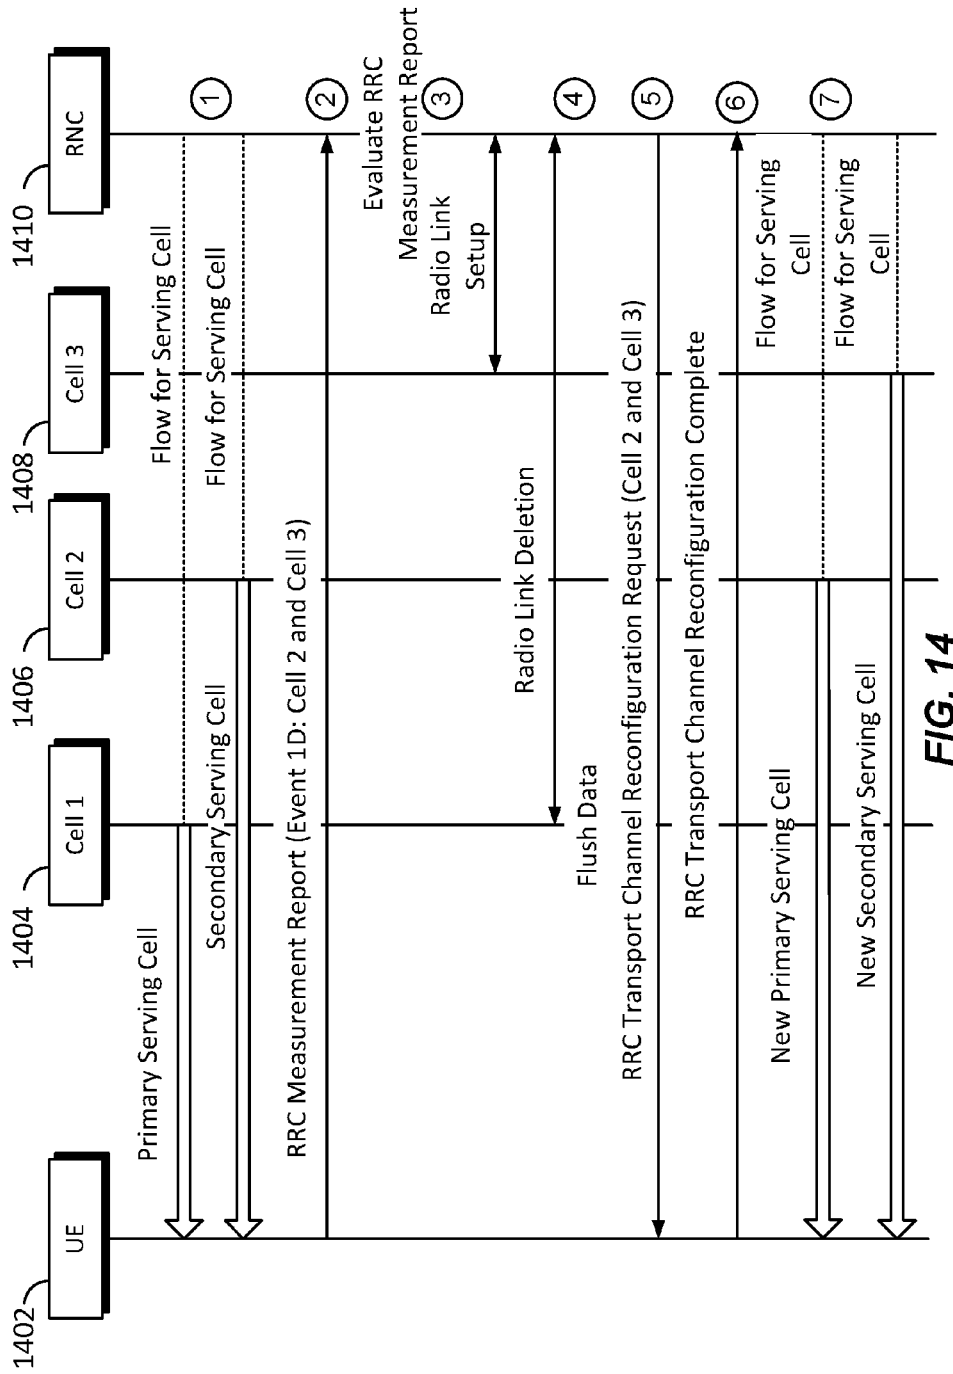 1402
1404
1406
1408
1410
UE
Cell 1
Cell 2
Cell 3
RNC
Primary Serving Cell
Flow for Serving Cell
1
Secondary Serving Cell
Flow for Serving Cell
RRC Measurement Report (Event 1D: Cell 2 and Cell 3)
2
Evaluate RRC
Measurement Report
3
Radio Link
Setup
Radio Link Deletion
4
Flush Data
RRC Transport Channel Reconfiguration Request (Cell 2 and Cell 3)
5
RRC Transport Channel Reconfiguration Complete
6
New Primary Serving Cell
Flow for Serving
Cell
7
New Secondary Serving Cell
Flow for Serving
Cell
FIG. 14